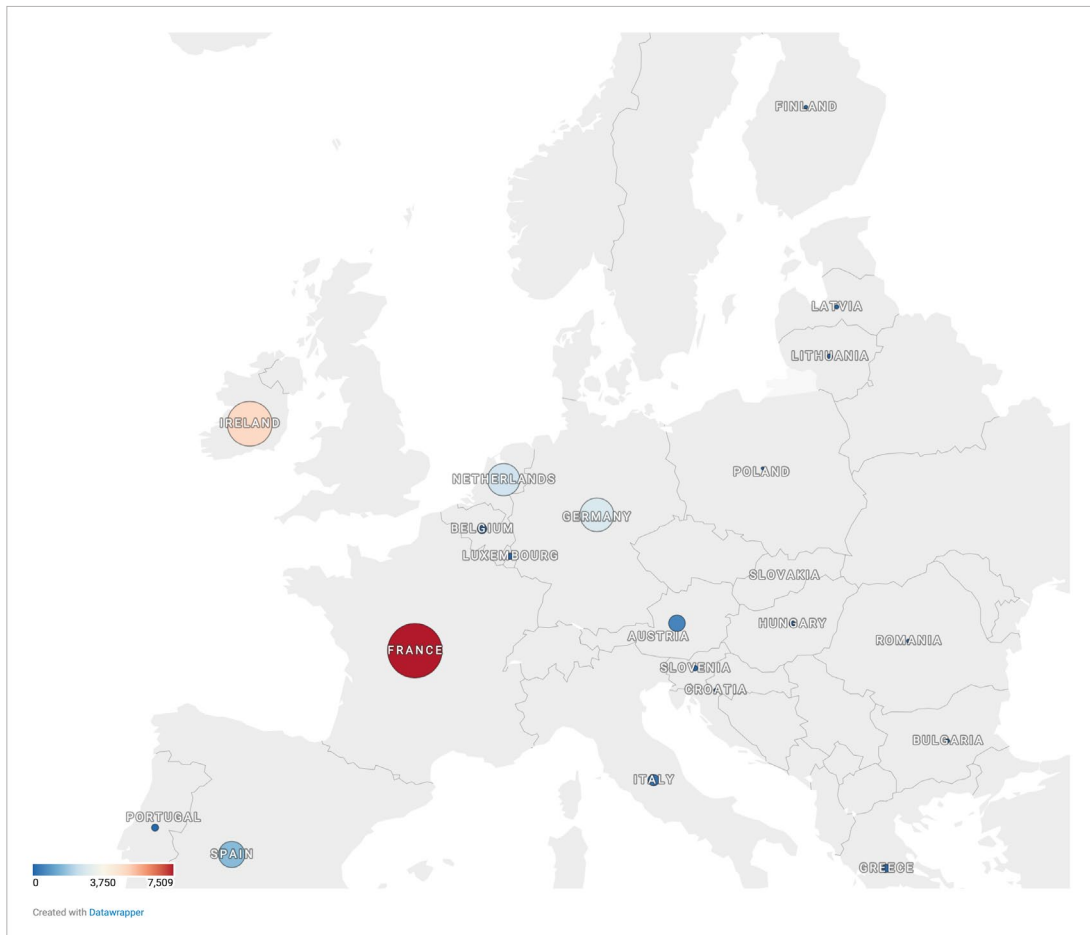 FINLAND
LATVIA
LITHUANIA
IRELAND
POLAND
NETHERLANDS
GERMANY
BELGIUM
LUXEMBOURG
SLOVAKIA
HUNGARY
AUSTRIA
ROMANIA
FRANCE
SLOVENIA
CROATIA
BULGARIA
ITALY
PORTUGAL
SPAIN
GREECE
0 3,750 7,509
Created with Datawrapper